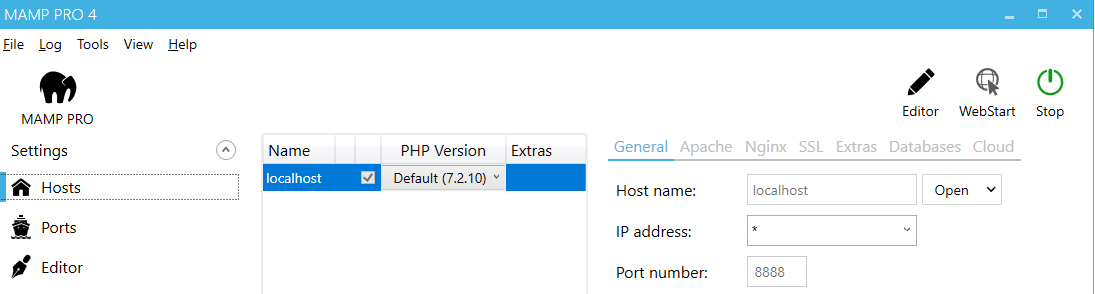 MAMP PRO 4
File Log Tools View Help
MAMP PRO
Editor WebStart Stop
Settings
Name PHP Version Extras
localhost Default (7.2.10)
General Apache Nginx SSL Extras Databases Cloud
Hosts
Host name: localhost Open
Ports
IP address: *
Editor
Port number: 8888